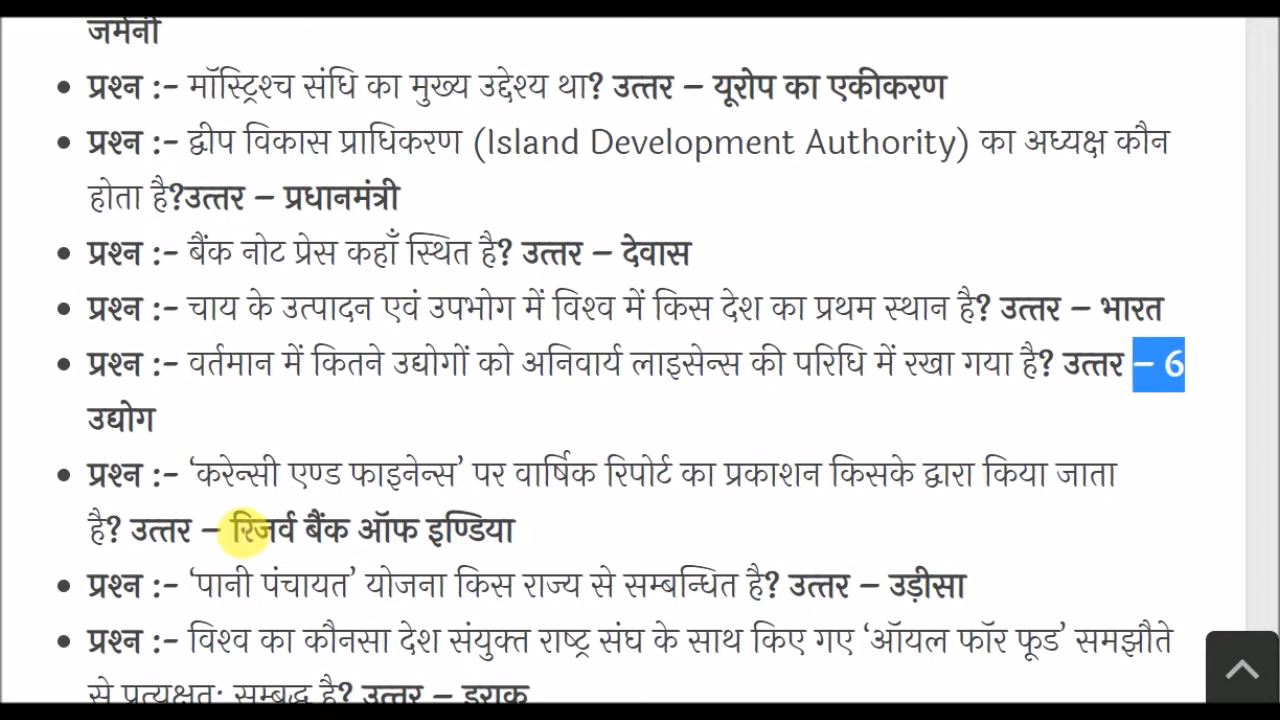 जर्मनी
प्रश्न :- मॉस्ट्रिश्च संधि का मुख्य उद्देश्य था? उत्तर – यूरोप का एकीकरण
प्रश्न :- द्वीप विकास प्राधिकरण (Island Development Authority) का अध्यक्ष कौन
होता है?उत्तर – प्रधानमंत्री
प्रश्न :- बैंक नोट प्रेस कहाँ स्थित है? उत्तर – देवास
प्रश्न :- चाय के उत्पादन एवं उपभोग में विश्व में किस देश का प्रथम स्थान है? उत्तर – भारत
प्रश्न :- वर्तमान में कितने उद्योगों को अनिवार्य लाइसेन्स की परिधि में रखा गया है? उत्तर – 6
उद्योग
प्रश्न :- ‘करेन्सी एण्ड फाइनेन्स’ पर वार्षिक रिपोर्ट का प्रकाशन किसके द्वारा किया जाता
है? उत्तर – रिजर्व बैंक ऑफ इण्डिया
प्रश्न :- ‘पानी पंचायत’ योजना किस राज्य से सम्बन्धित है? उत्तर – उड़ीसा
प्रश्न :- विश्व का कौनसा देश संयुक्त राष्ट्र संघ के साथ किए गए ‘ऑयल फॉर फूड’ समझौते
से प्रत्यक्षत: सम्बद्ध है? उत्तर – इराक